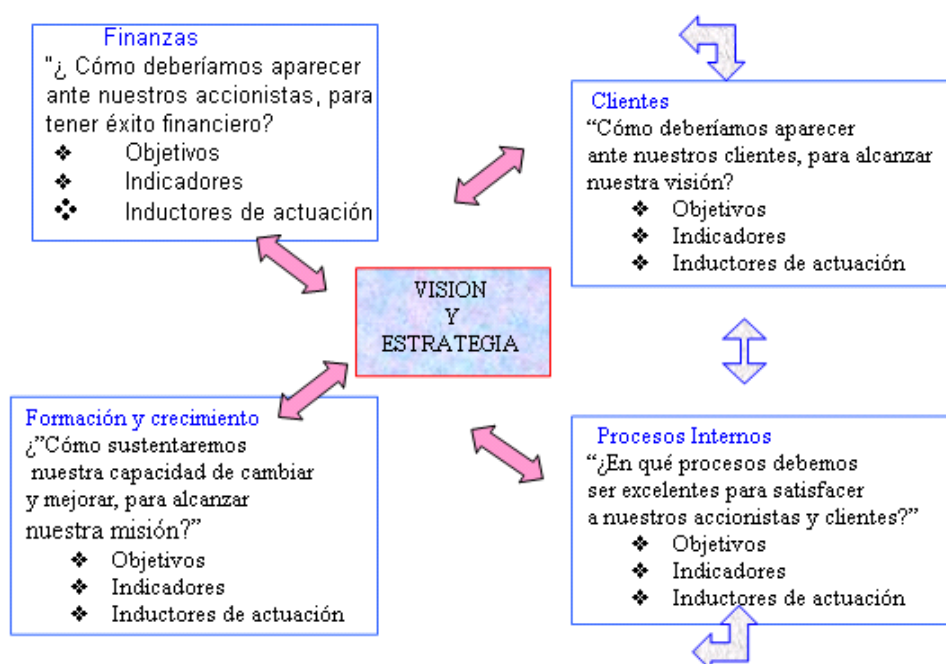 Finanzas
"¿ Cómo deberíamos aparecer
ante nuestros accionistas, para
tener éxito financiero?
❖ Objetivos
❖ Indicadores
❖ Inductores de actuación
Clientes
“Cómo deberíamos aparecer
ante nuestros clientes, para alcanzar
nuestra visión?
❖ Objetivos
❖ Indicadores
❖ Inductores de actuación
VISION
Y
ESTRATEGIA
Formación y crecimiento
¿”Cómo sustentaremos
nuestra capacidad de cambiar
y mejorar, para alcanzar
nuestra misión?”
❖ Objetivos
❖ Indicadores
❖ Inductores de actuación
Procesos Internos
“¿En qué procesos debemos
ser excelentes para satisfacer
a nuestros accionistas y clientes?”
❖ Objetivos
❖ Indicadores
❖ Inductores de actuación